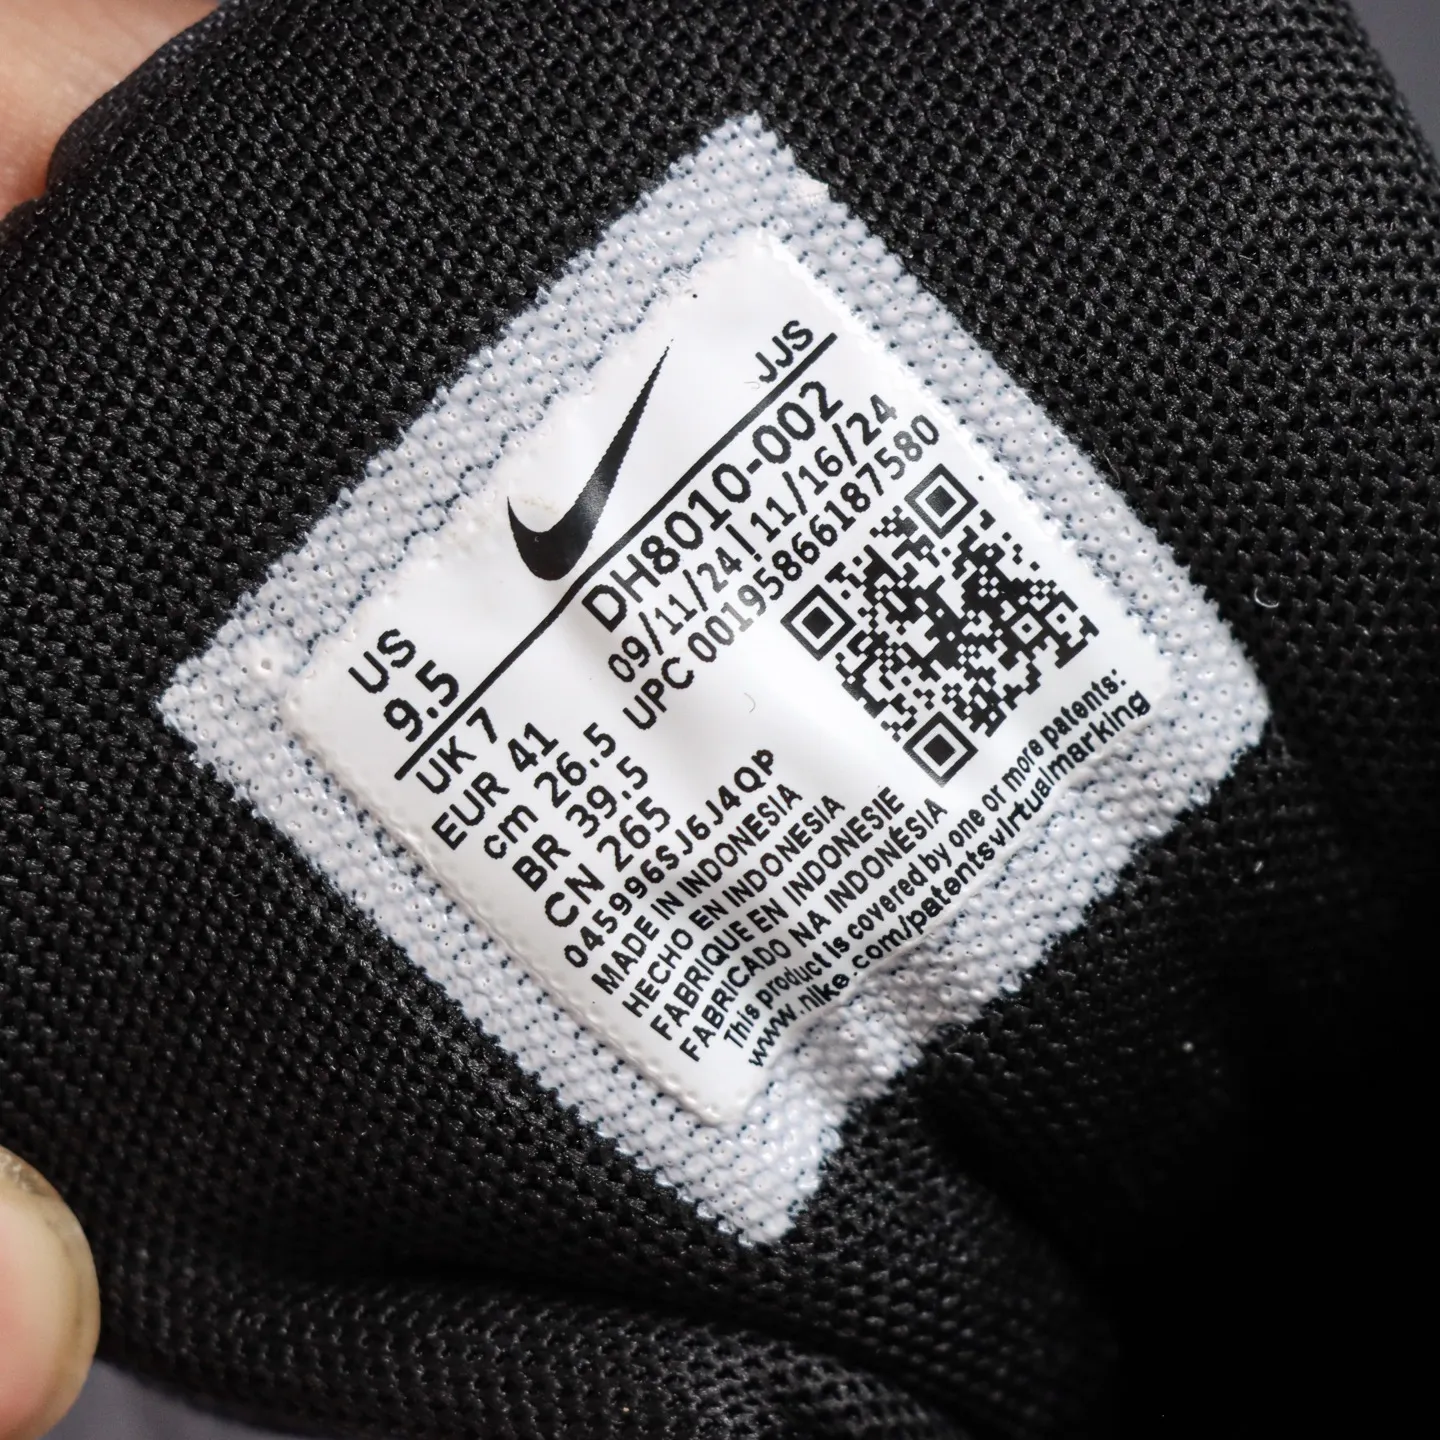 JJS
US
9.5
DH8010-002
09/11/24 | 11/16/24
UPC 00195866187580
UK 7
EUR 41
cm 26.5
BR 39.5
CN 265
045996SJ6J4QP
MADE IN INDONESIA
HECHO EN INDONESIA
FABRIQUE EN INDONESIE
FABRICADO NA INDONÉSIA
This product is covered by one or more patents:
www.nike.com/patentsvirtualmarking